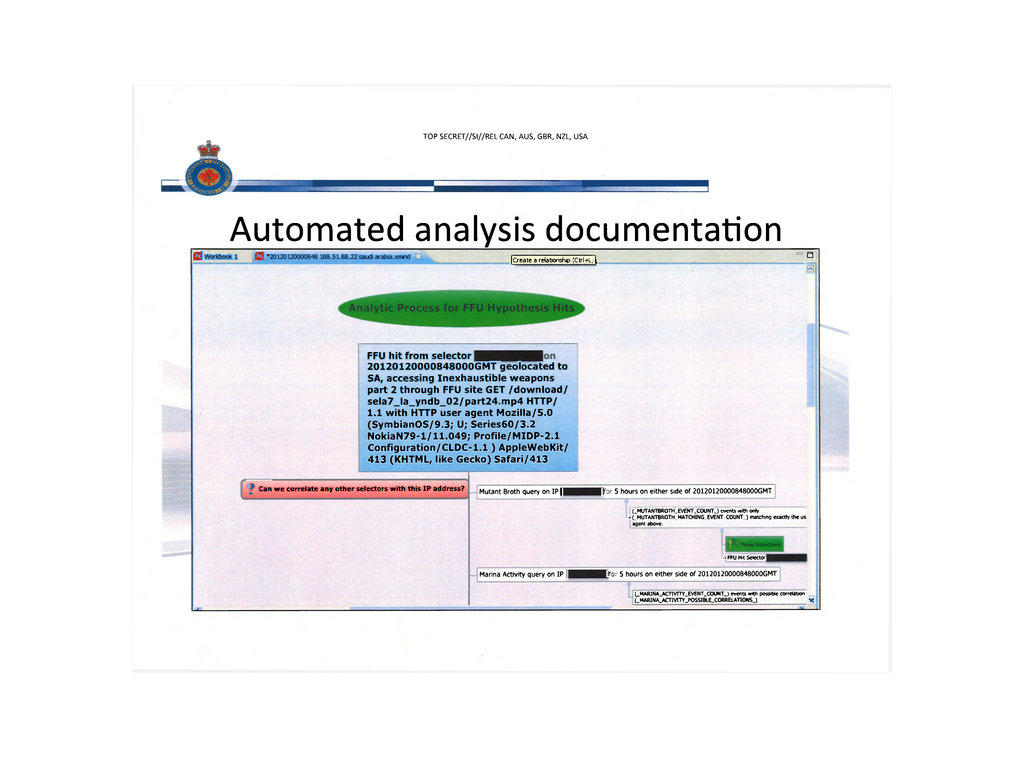 TOP SECRET//SI//REL CAN, AUS, GBR, NZL, USA
Automated analysis documentation
Workbook 1
*20120120000848 188.51.88.22 saudi arabia.xmind
Create a relationship (Ctrl+L,
Analytic Process for FFU Hypothesis Hits
FFU hit from selector on
20120120000848000GMT geolocated to
SA, accessing Inexhaustible weapons
part 2 through FFU site GET /download/
sela7_la_yndb_02/part24.mp4 HTTP/
1.1 with HTTP user agent Mozilla/5.0
(SymbianOS/9.3; U; Series60/3.2
NokiaN79-1/11.049; Profile/MIDP-2.1
Configuration/CLDC-1.1 ) AppleWebKit/
413 (KHTML, like Gecko) Safari/413
? Can we correlate any other selectors with this IP address?
Mutant Broth query on IP for 5 hours on either side of 20120120000848000GMT
(_MUTANTBROTH_EVENT_COUNT_) events with only
(_MUTANTBROTH_MATCHING_EVENT_COUNT_) matching exactly the us
agent above.
New Selectors
FFU Hit Selector
Marina Activity query on IP for 5 hours on either side of 20120120000848000GMT
(_MARINA_ACTIVITY_EVENT_COUNT_) events with possible correlation
(_MARINA_ACTIVITY_POSSIBLE_CORRELATIONS_)